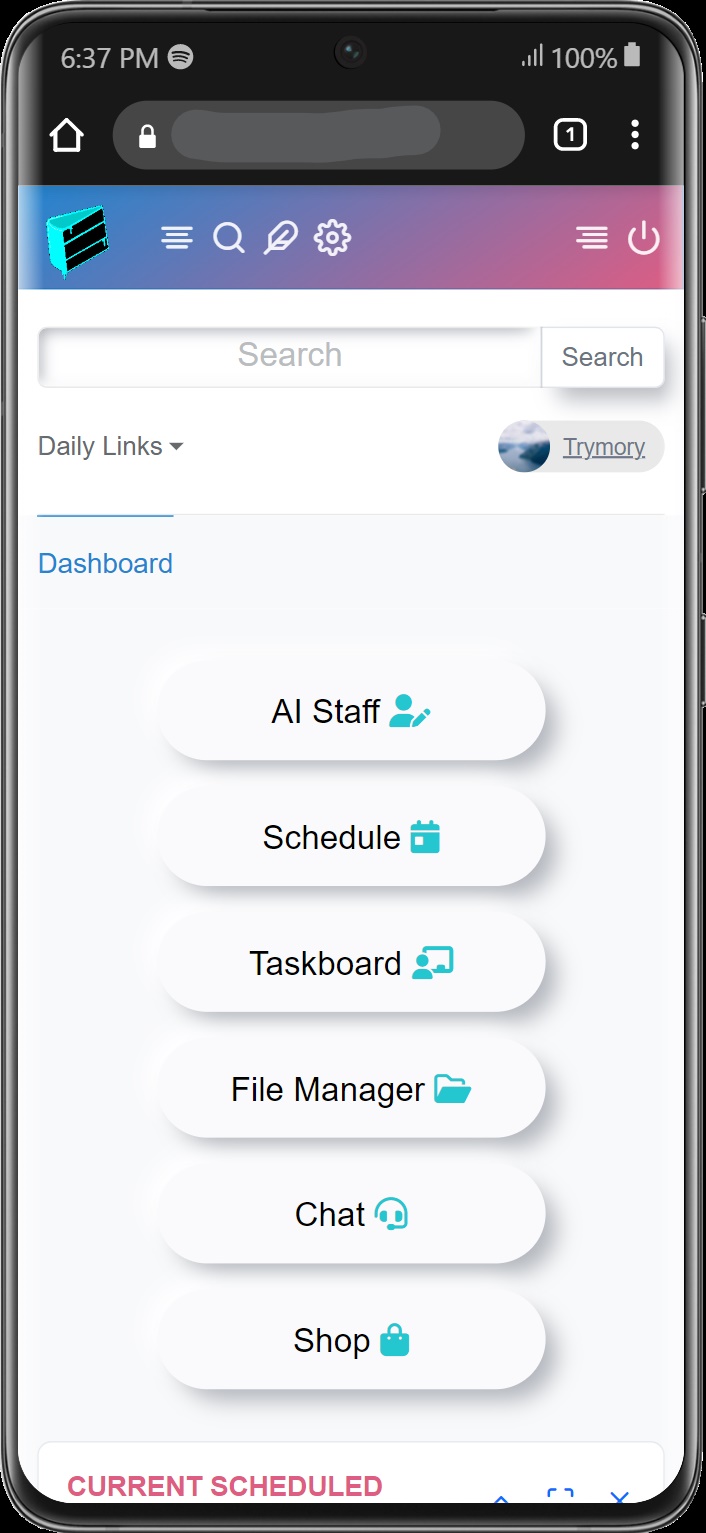 6:37 PM 100%
1
Search Search
Daily Links Trymory
Dashboard
AI Staff
Schedule
Taskboard
File Manager
Chat
Shop
CURRENT SCHEDULED